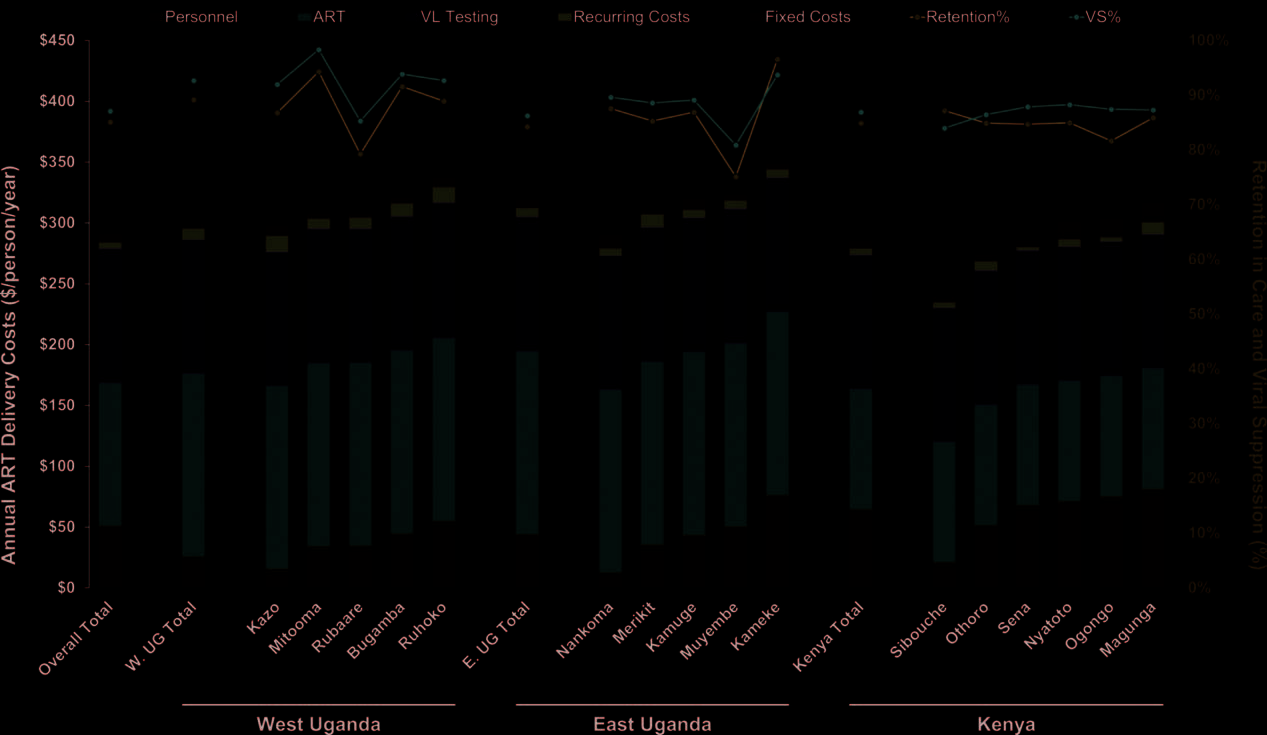 Personnel ART VL Testing Recurring Costs Fixed Costs Retention% VS%
Annual ART Delivery Costs ($/person/year)
$450
$400
$350
$300
$250
$200
$150
$100
$50
$0
100%
90%
80%
70%
60%
50%
40%
30%
20%
10%
0%
Retention in Care and Viral Suppression (%)
Overall Total
W. UG Total
Kazo
Mitooma
Rubaare
Bugamba
Ruhoko
E. UG Total
Nankoma
Merikit
Kamuge
Muyembe
Kameke
Kenya Total
Sibouche
Othoro
Sena
Nyatoto
Ogongo
Magunga
West Uganda
East Uganda
Kenya